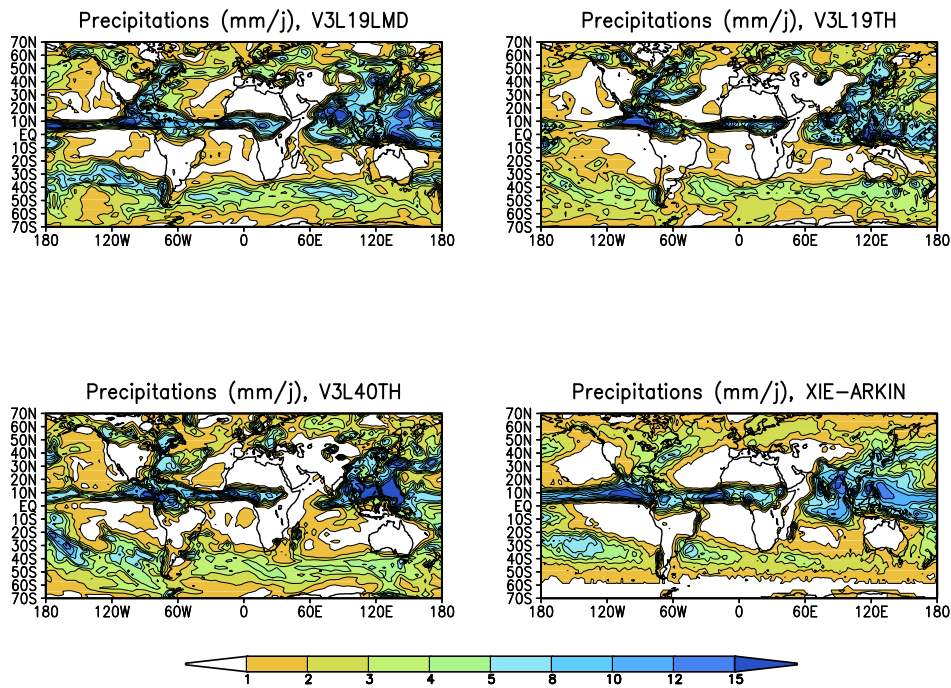 Precipitations (mm/j), V3L19LMD
Precipitations (mm/j), V3L19TH
70N
60N
50N
40N
30N
20N
10N
EQ
10S
20S
30S
40S
50S
60S
70S
180 120W 60W 0 60E 120E 180
70N
60N
50N
40N
30N
20N
10N
EQ
10S
20S
30S
40S
50S
60S
70S
180 120W 60W 0 60E 120E 180
Precipitations (mm/j), V3L40TH
Precipitations (mm/j), XIE-ARKIN
70N
60N
50N
40N
30N
20N
10N
EQ
10S
20S
30S
40S
50S
60S
70S
180 120W 60W 0 60E 120E 180
70N
60N
50N
40N
30N
20N
10N
EQ
10S
20S
30S
40S
50S
60S
70S
180 120W 60W 0 60E 120E 180
1 2 3 4 5 8 10 12 15